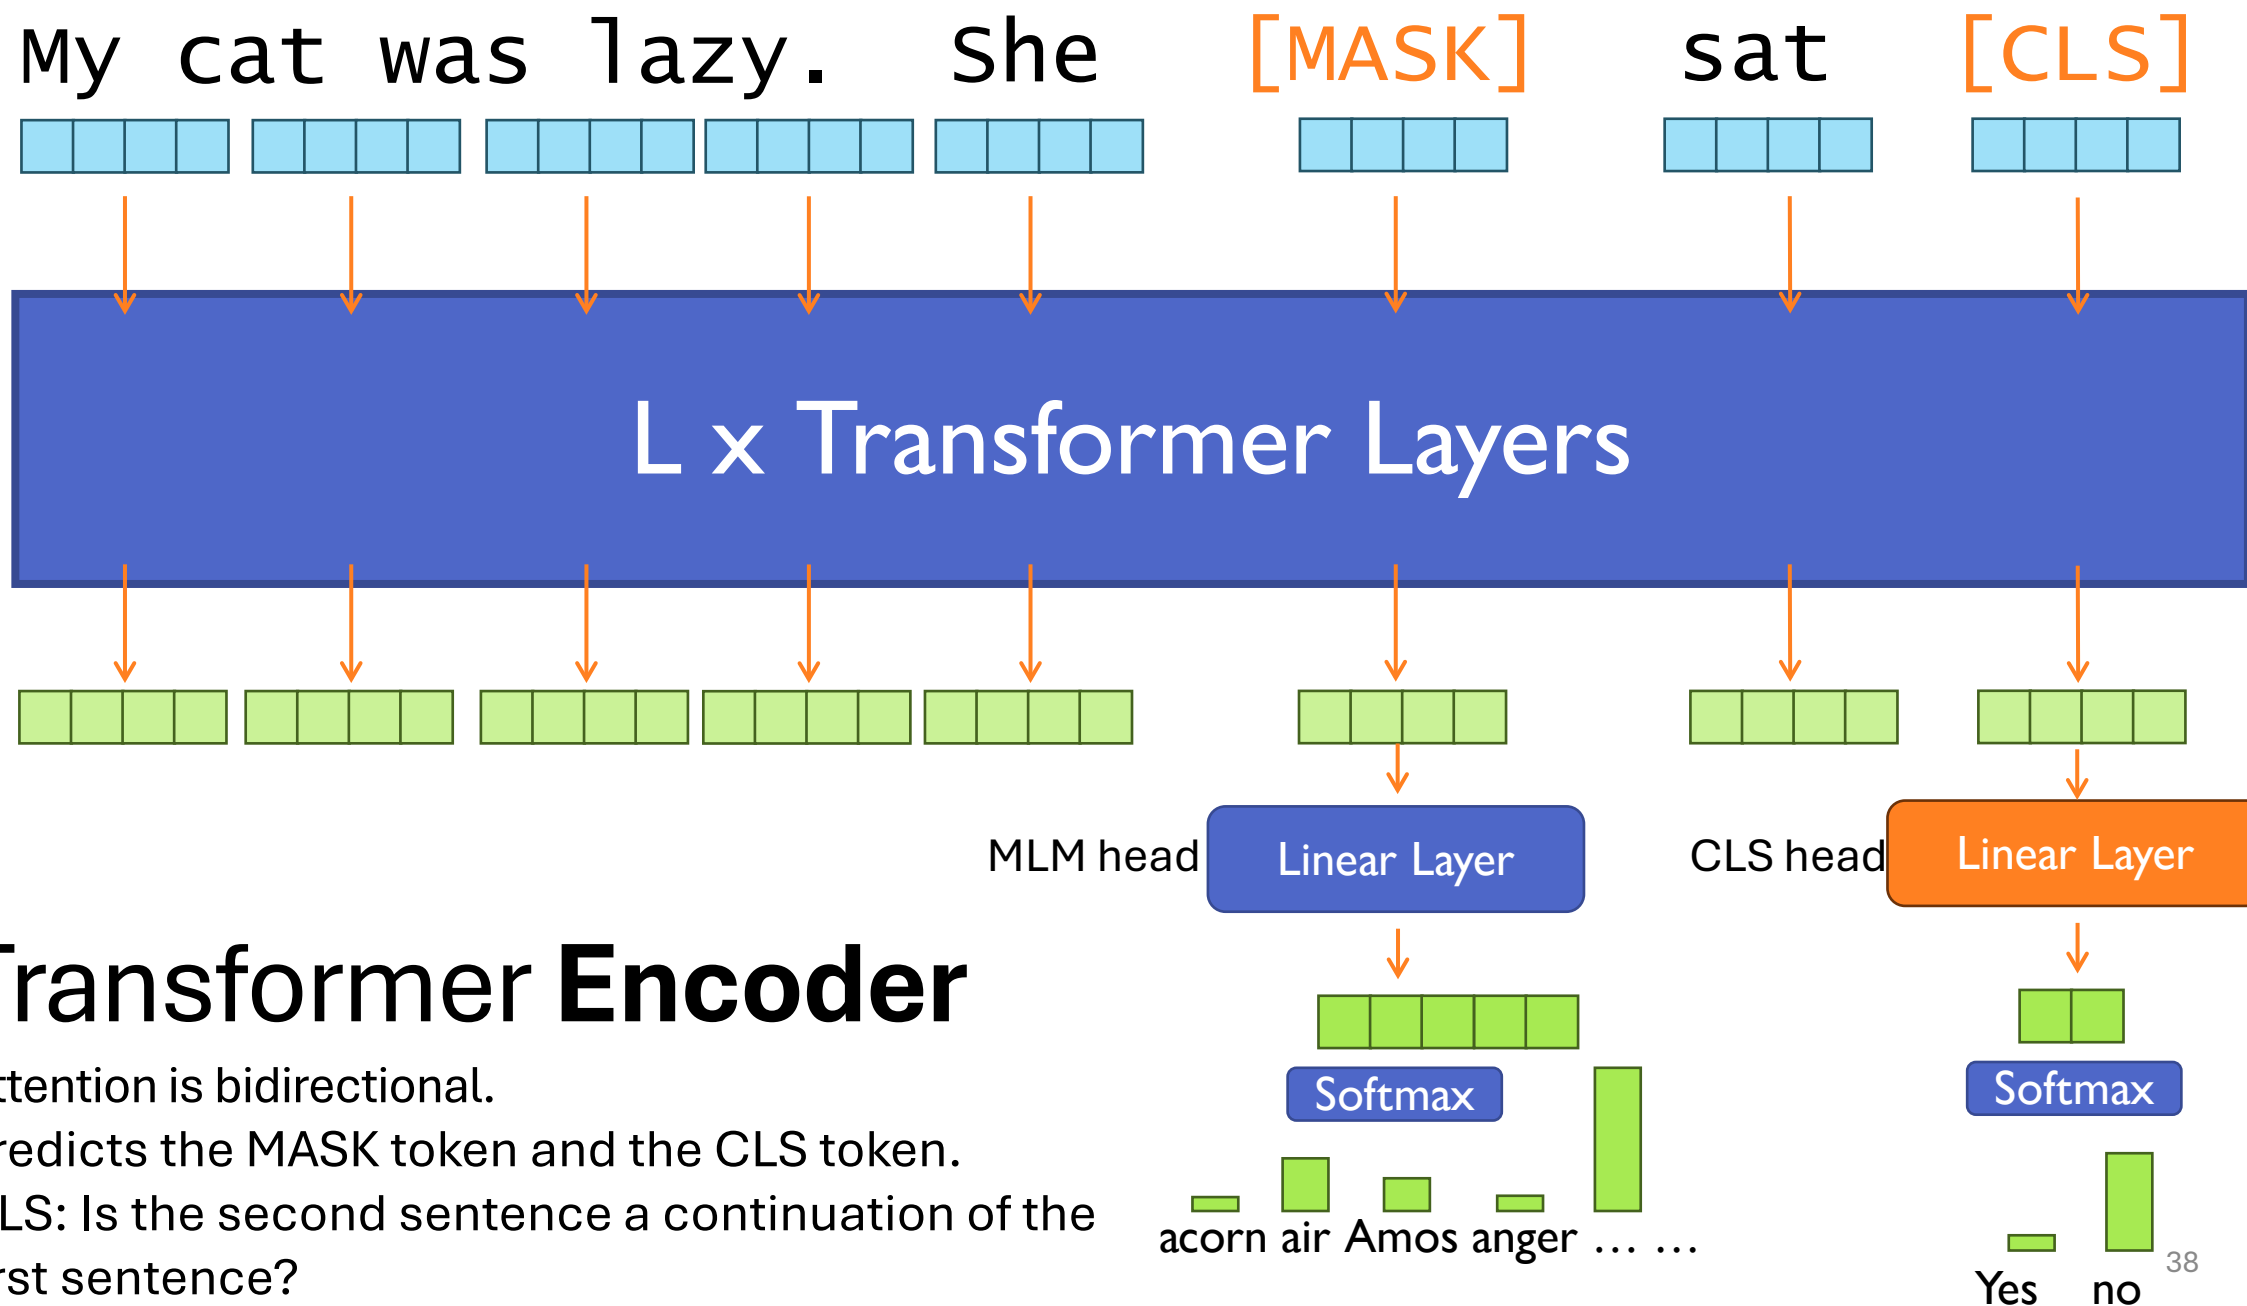 My cat was lazy. She [MASK] sat [CLS]
L x Transformer Layers
MLM head Linear Layer CLS head Linear Layer
Transformer Encoder
ttention is bidirectional.
redicts the MASK token and the CLS token.
LS: Is the second sentence a continuation of the
rst sentence?
Softmax
acorn air Amos anger ... ...
Softmax
Yes no
38